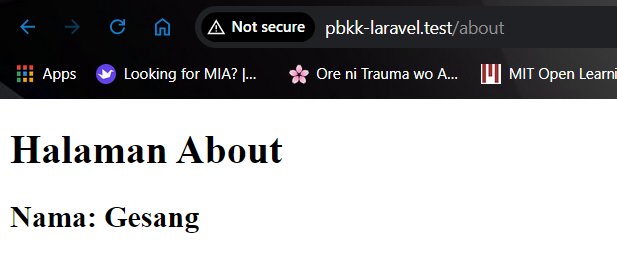 Not secure pbkk-laravel.test/about
Apps Looking for MIA? |... Ore ni Trauma wo A... MIT Open Learni
Halaman About
Nama: Gesang